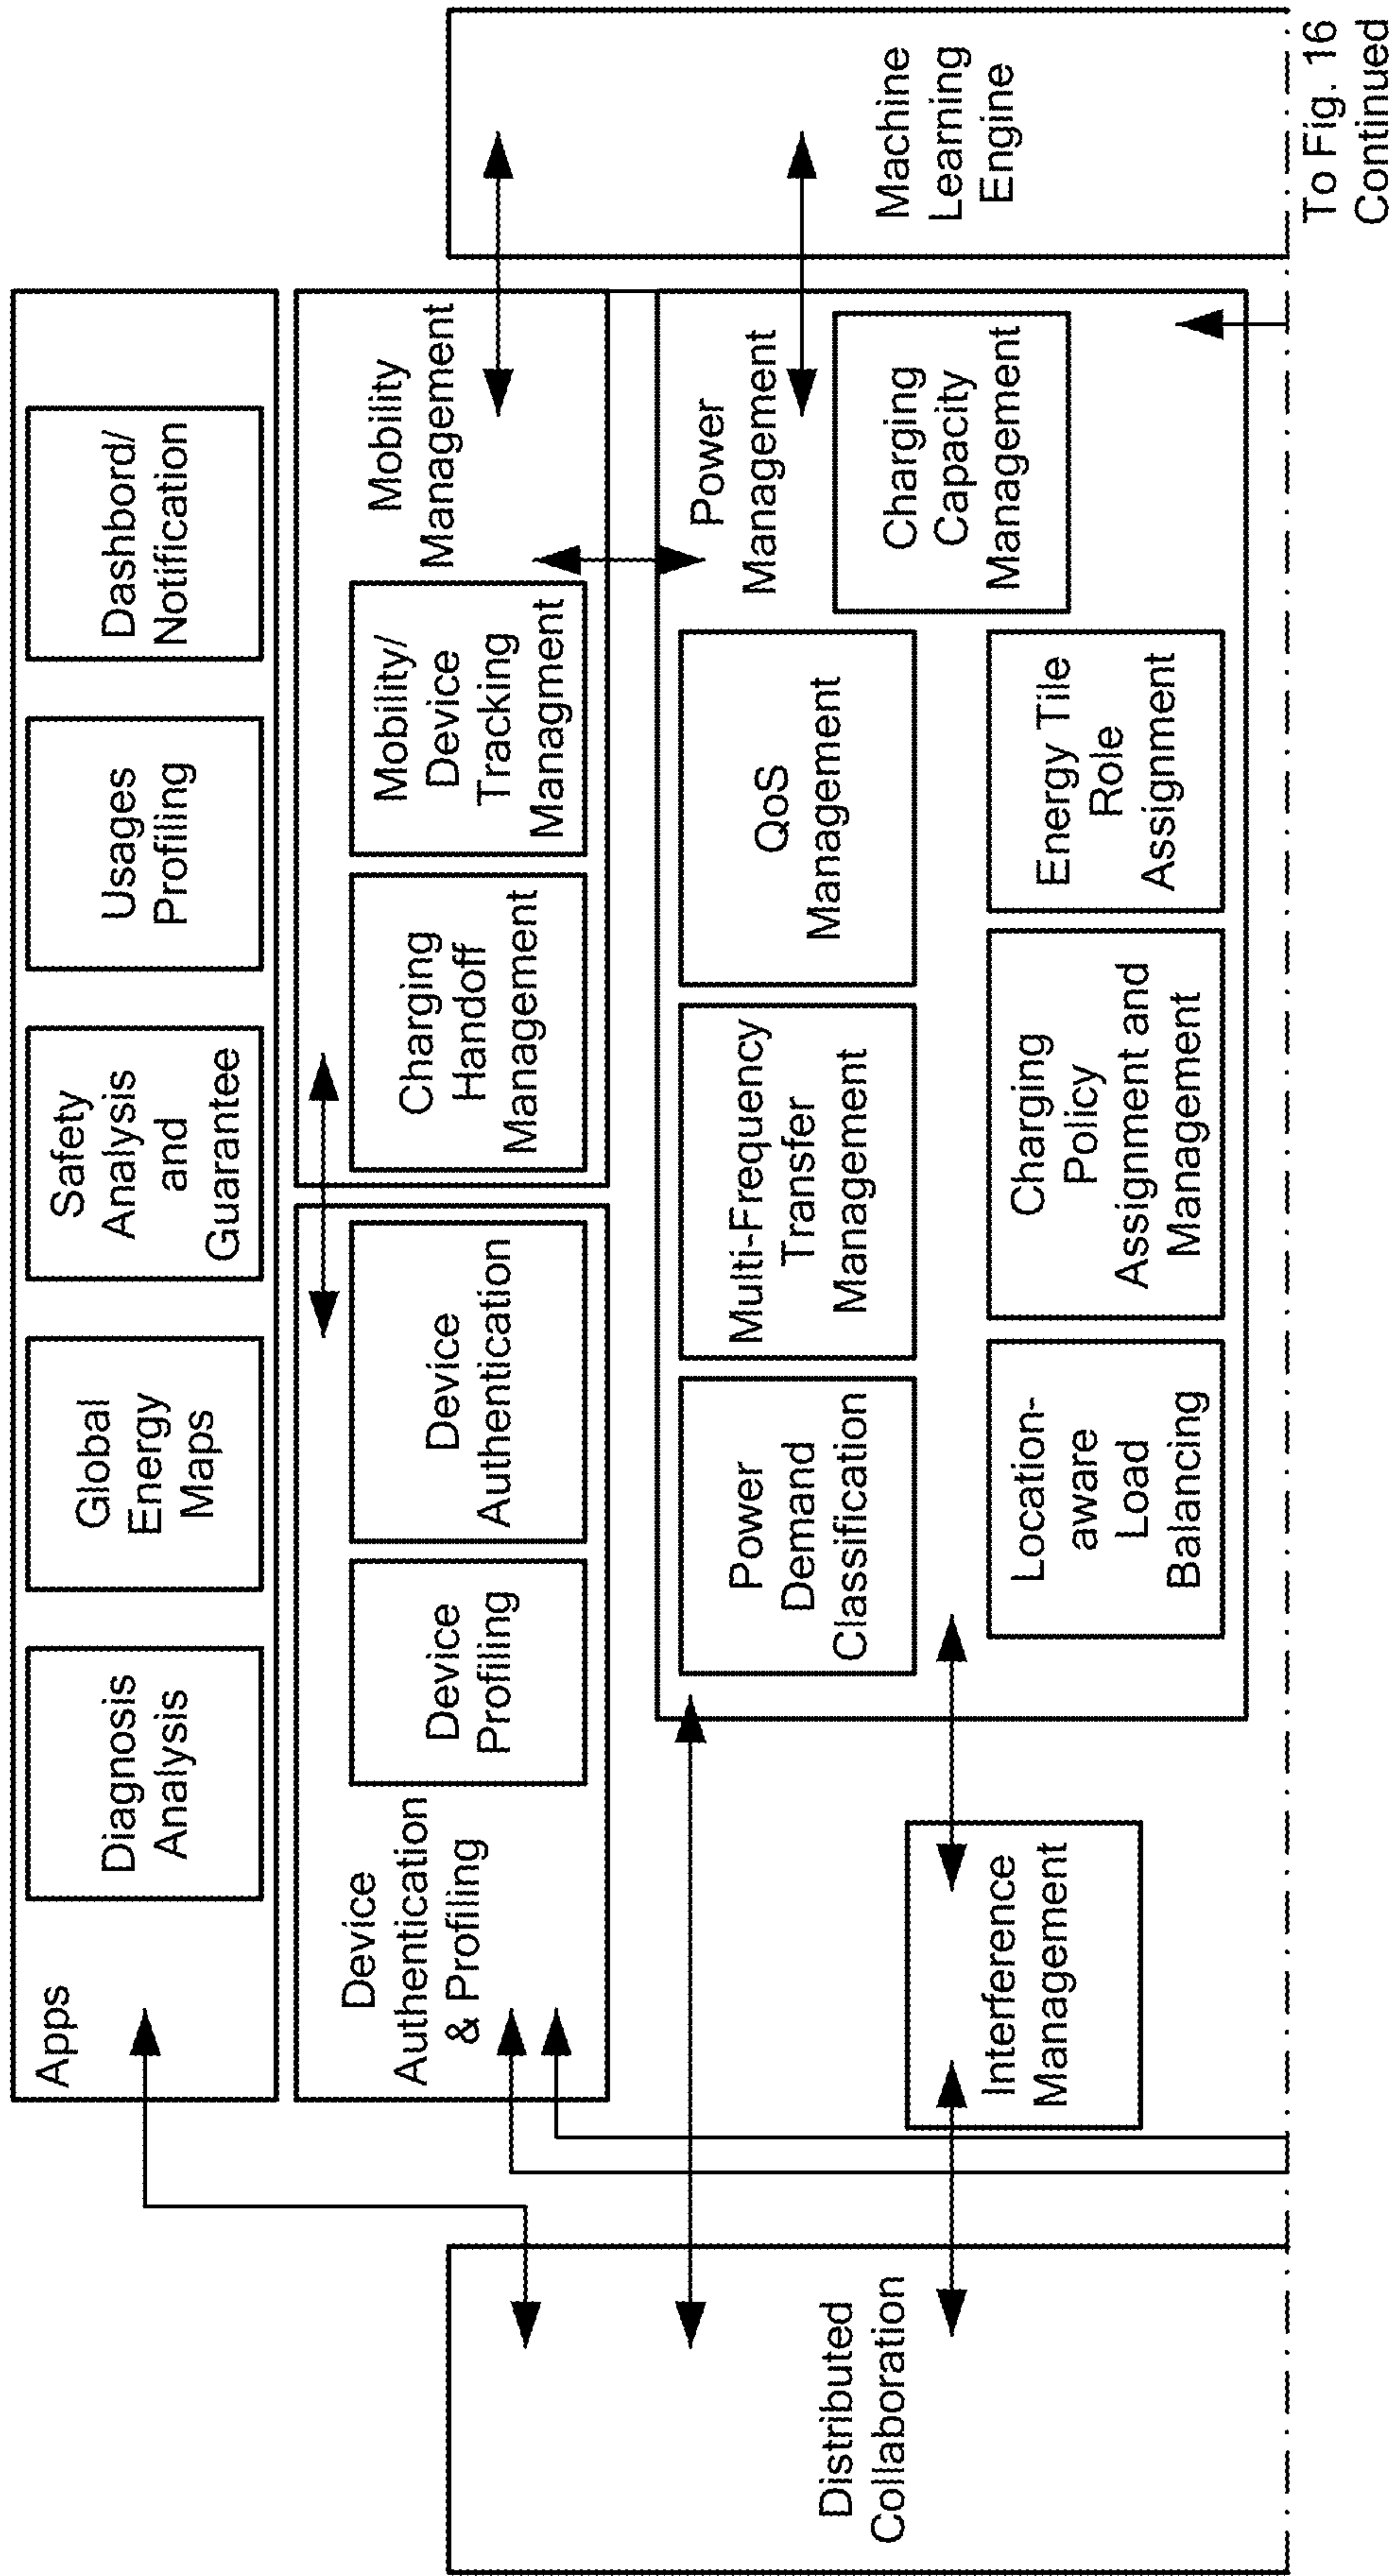 Apps
Diagnosis
Analysis
Global
Energy
Maps
Safety
Analysis
and
Guarantee
Usages
Profiling
Dashbord/
Notification
Device
Authentication
& Profiling
Device
Profiling
Device
Authentication
Charging
Handoff
Management
Mobility/
Device
Tracking
Managment
Mobility
Management
Distributed
Collaboration
Interference
Management
Power
Demand
Classification
Multi-Frequency
Transfer
Management
QoS
Management
Power
Management
Location-
aware
Load
Balancing
Charging
Policy
Assignment and
Management
Energy Tile
Role
Assignment
Charging
Capacity
Management
Machine
Learning
Engine
To Fig. 16
Continued